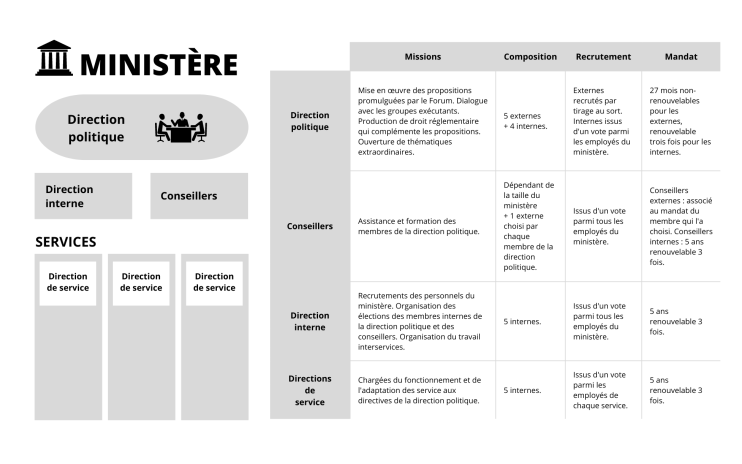 MINISTÈRE
Direction
politique
Direction
interne
Conseillers
SERVICES
Direction
de service
Direction
de service
Direction
de service
Missions
Composition
Recrutement
Mandat
Direction
politique
Mise en œuvre des propositions
promulguées par le Forum. Dialogue
avec les groupes exécutants.
Production de droit réglementaire
qui complémente les propositions.
Ouverture de thématiques
extraordinaires.
5 externes
+ 4 internes.
Externes
recrutés par
tirage au sort.
Internes issus
d'un vote parmi
les employés du
ministère.
27 mois non-
renouvelables
pour les
externes,
renouvelable
trois fois pour les
internes.
Conseillers
Assistance et formation des
membres de la direction politique.
Dépendant de
la taille du
ministère
+ 1 externe
choisi par
chaque
membre de la
direction
politique.
Issus d'un vote
parmi tous les
employés du
ministère.
Conseillers
externes : associé
au mandat du
membre qui l'a
choisi. Conseillers
internes : 5 ans
renouvelable 3
fois.
Direction
interne
Recrutements des personnels du
ministère. Organisation des
élections des membres internes de
la direction politique et des
conseillers. Organisation du travail
interservices.
5 internes.
Issus d'un vote
parmi tous les
employés du
ministère.
5 ans
renouvelable 3
fois.
Directions
de
service
Chargées du fonctionnement et de
l'adaptation des service aux
directives de la direction politique.
5 internes.
Issus d'un vote
parmi les
employés de
chaque service.
5 ans
renouvelable 3
fois.